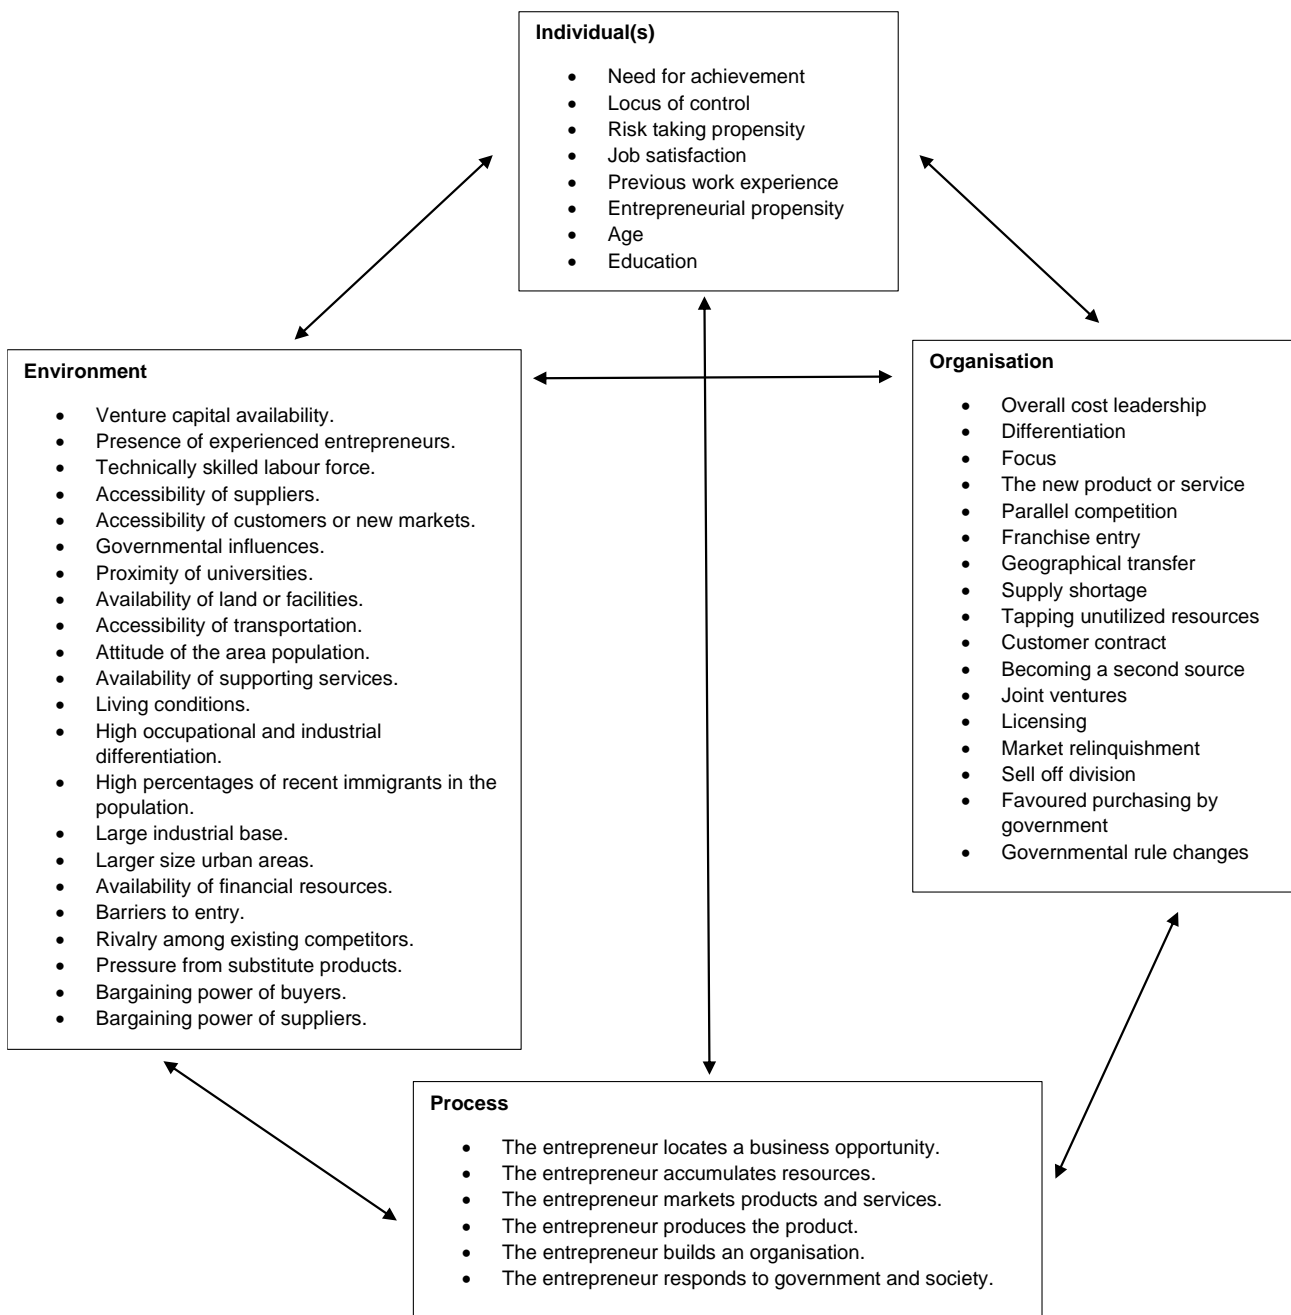 Individual(s)
• Need for achievement
• Locus of control
• Risk taking propensity
• Job satisfaction
• Previous work experience
• Entrepreneurial propensity
• Age
• Education
Environment
• Venture capital availability.
• Presence of experienced entrepreneurs.
• Technically skilled labour force.
• Accessibility of suppliers.
• Accessibility of customers or new markets.
• Governmental influences.
• Proximity of universities.
• Availability of land or facilities.
• Accessibility of transportation.
• Attitude of the area population.
• Availability of supporting services.
• Living conditions.
• High occupational and industrial
differentiation.
• High percentages of recent immigrants in the
population.
• Large industrial base.
• Larger size urban areas.
• Availability of financial resources.
• Barriers to entry.
• Rivalry among existing competitors.
• Pressure from substitute products.
• Bargaining power of buyers.
• Bargaining power of suppliers.
Organisation
• Overall cost leadership
• Differentiation
• Focus
• The new product or service
• Parallel competition
• Franchise entry
• Geographical transfer
• Supply shortage
• Tapping unutilized resources
• Customer contract
• Becoming a second source
• Joint ventures
• Licensing
• Market relinquishment
• Sell off division
• Favoured purchasing by
government
• Governmental rule changes
Process
• The entrepreneur locates a business opportunity.
• The entrepreneur accumulates resources.
• The entrepreneur markets products and services.
• The entrepreneur produces the product.
• The entrepreneur builds an organisation.
• The entrepreneur responds to government and society.